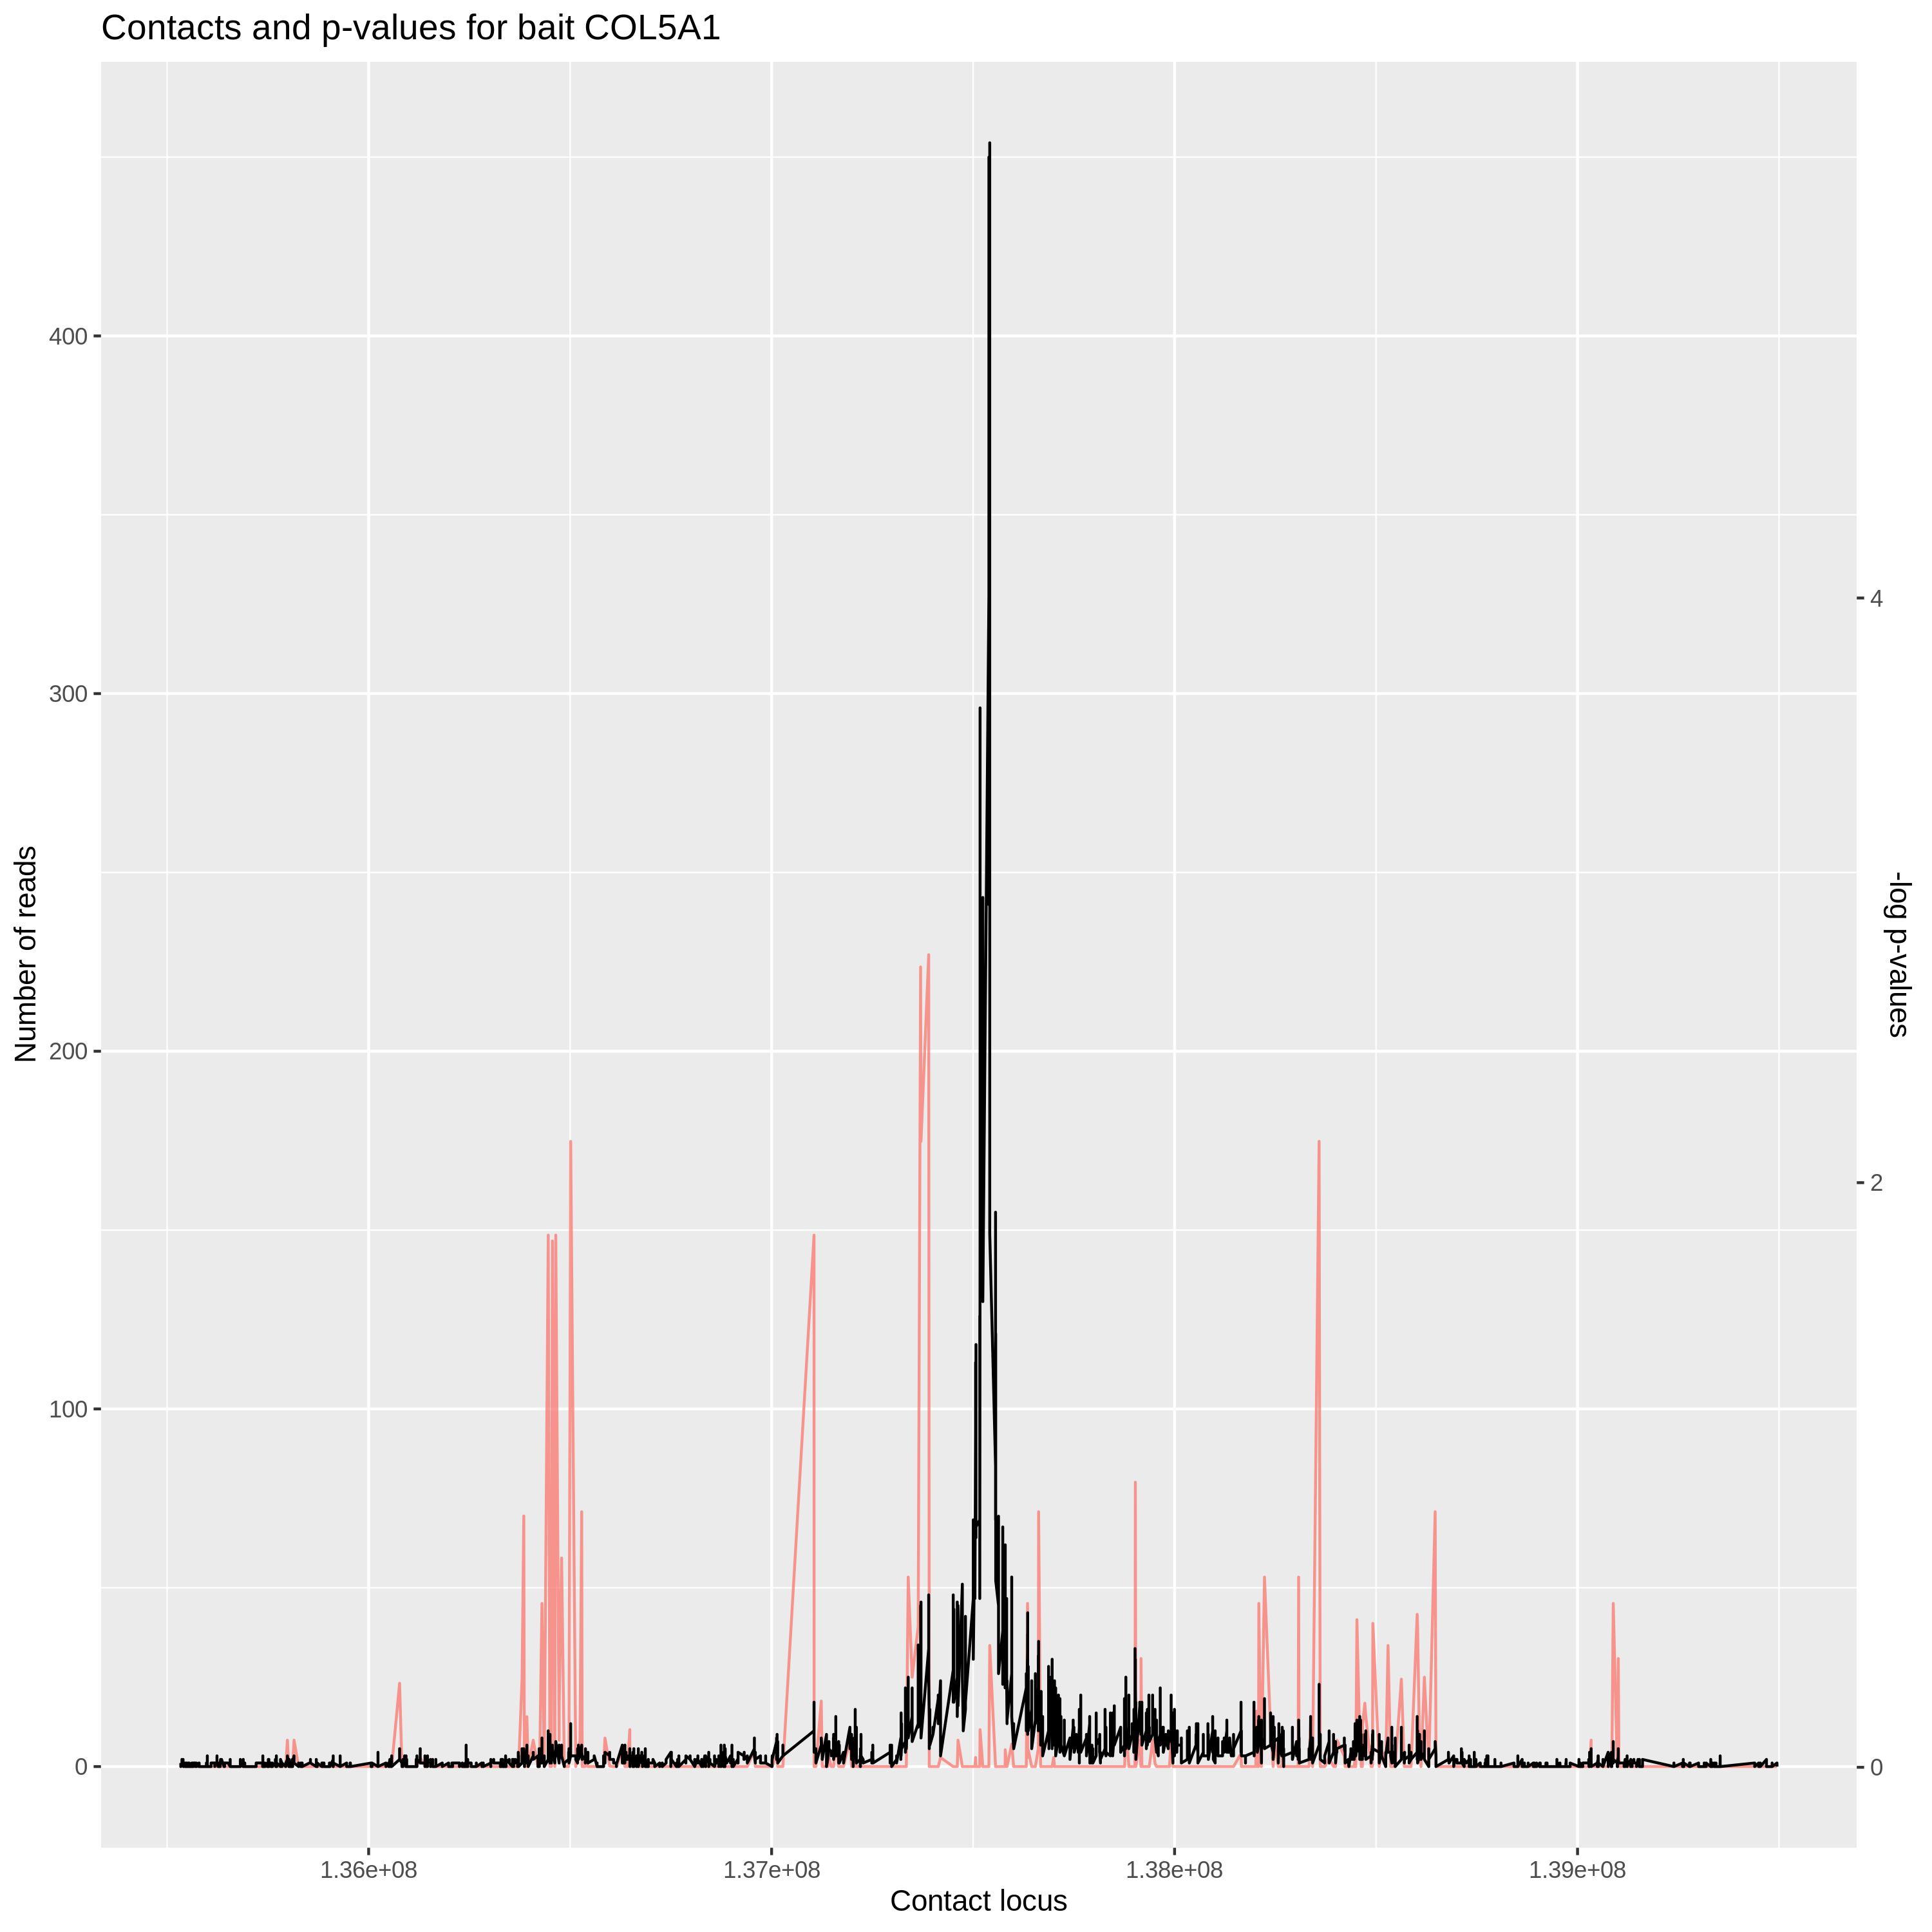 Contacts and p-values for bait COL5A1
400
300
200
100
0
Number of reads
4
2
0
-log p-values
1.36e+08
1.37e+08
1.38e+08
1.39e+08
Contact locus